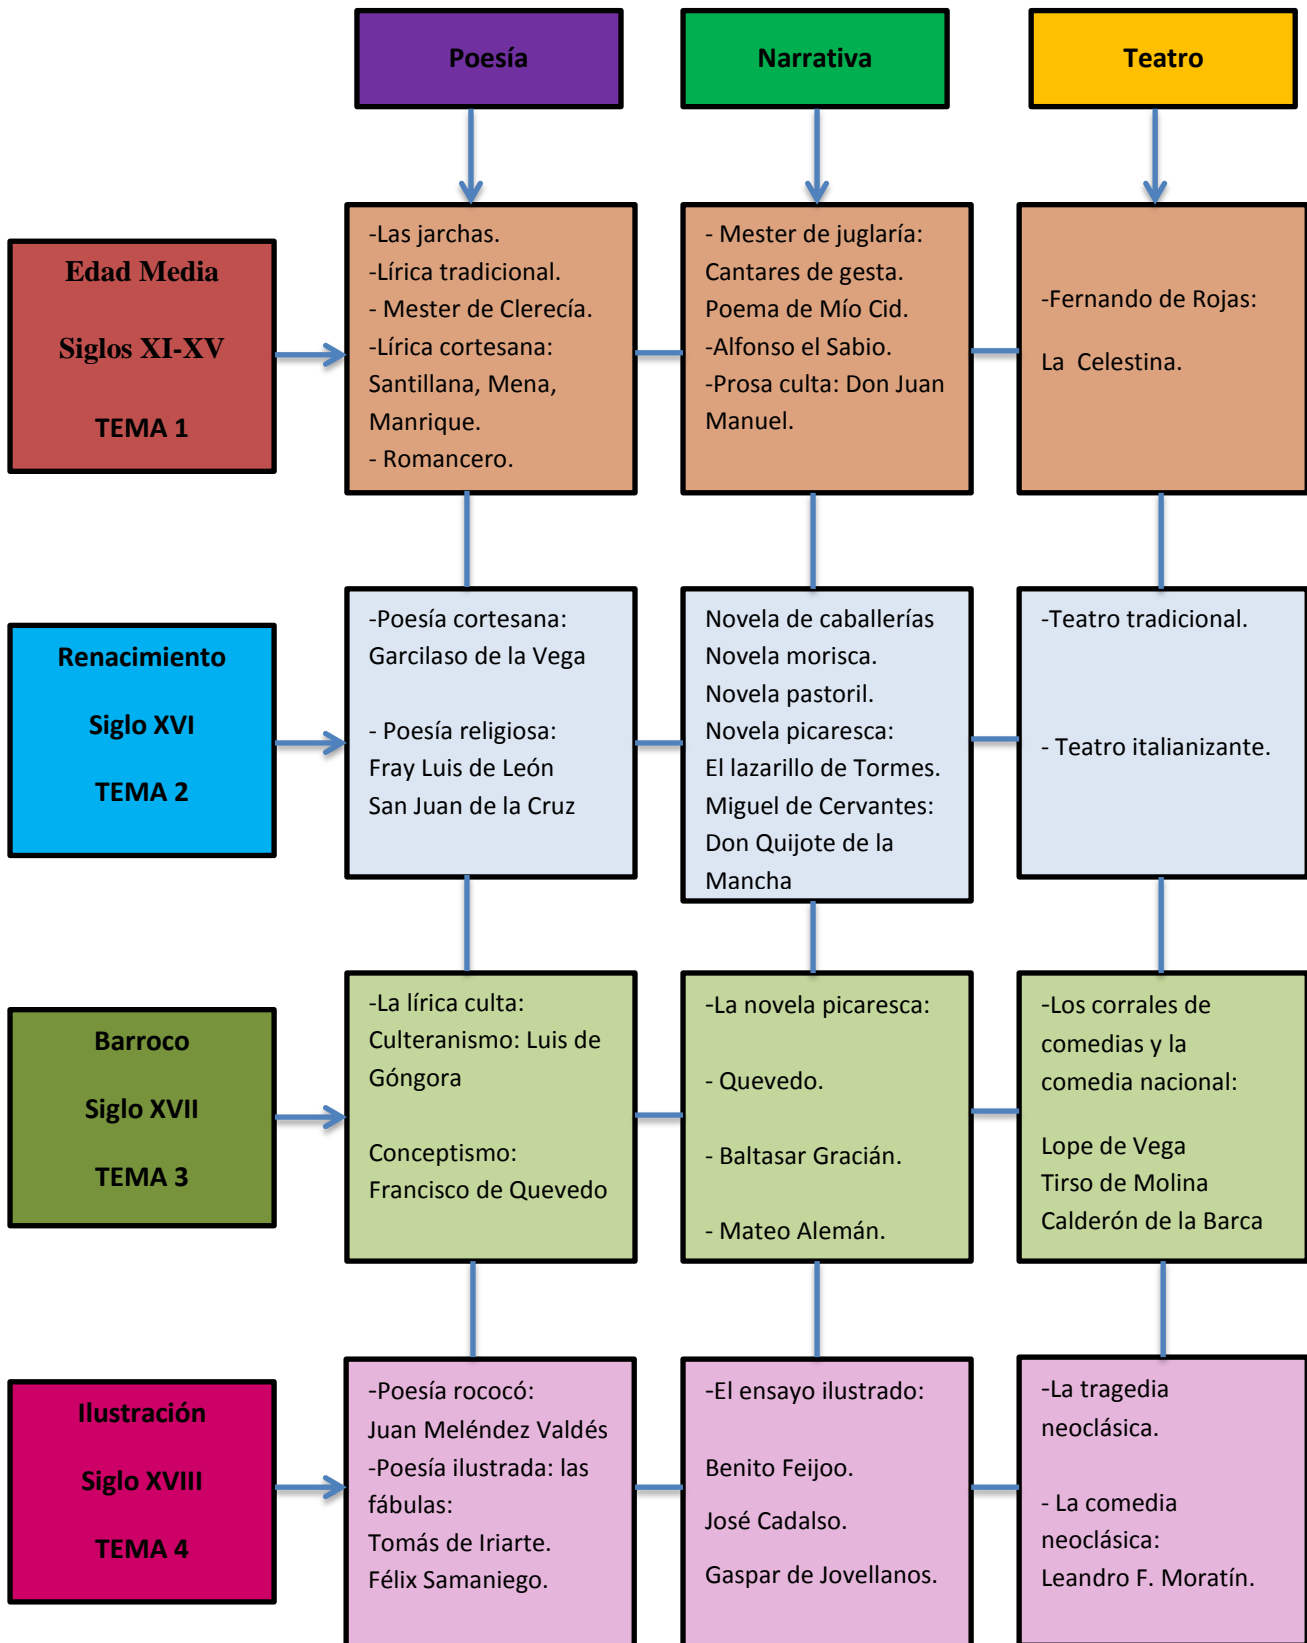 Poesía
Narrativa
Teatro
Edad Media
Siglos XI-XV
TEMA 1
-Las jarchas.
-Lírica tradicional.
- Mester de Clerecía.
-Lírica cortesana:
Santillana, Mena,
Manrique.
- Romancero.
- Mester de juglaría:
Cantares de gesta.
Poema de Mío Cid.
-Alfonso el Sabio.
-Prosa culta: Don Juan
Manuel.
-Fernando de Rojas:
La Celestina.
Renacimiento
Siglo XVI
TEMA 2
-Poesía cortesana:
Garcilaso de la Vega
- Poesía religiosa:
Fray Luis de León
San Juan de la Cruz
Novela de caballerías
Novela morisca.
Novela pastoril.
Novela picaresca:
El lazarillo de Tormes.
Miguel de Cervantes:
Don Quijote de la
Mancha
-Teatro tradicional.
- Teatro italianizante.
Barroco
Siglo XVII
TEMA 3
-La lírica culta:
Culteranismo: Luis de
Góngora
Conceptismo:
Francisco de Quevedo
-La novela picaresca:
- Quevedo.
- Baltasar Gracián.
- Mateo Alemán.
-Los corrales de
comedias y la
comedia nacional:
Lope de Vega
Tirso de Molina
Calderón de la Barca
Ilustración
Siglo XVIII
TEMA 4
-Poesía rococó:
Juan Meléndez Valdés
-Poesía ilustrada: las
fábulas:
Tomás de Iriarte.
Félix Samaniego.
-El ensayo ilustrado:
Benito Feijoo.
José Cadalso.
Gaspar de Jovellanos.
-La tragedia
neoclásica.
- La comedia
neoclásica:
Leandro F. Moratín.